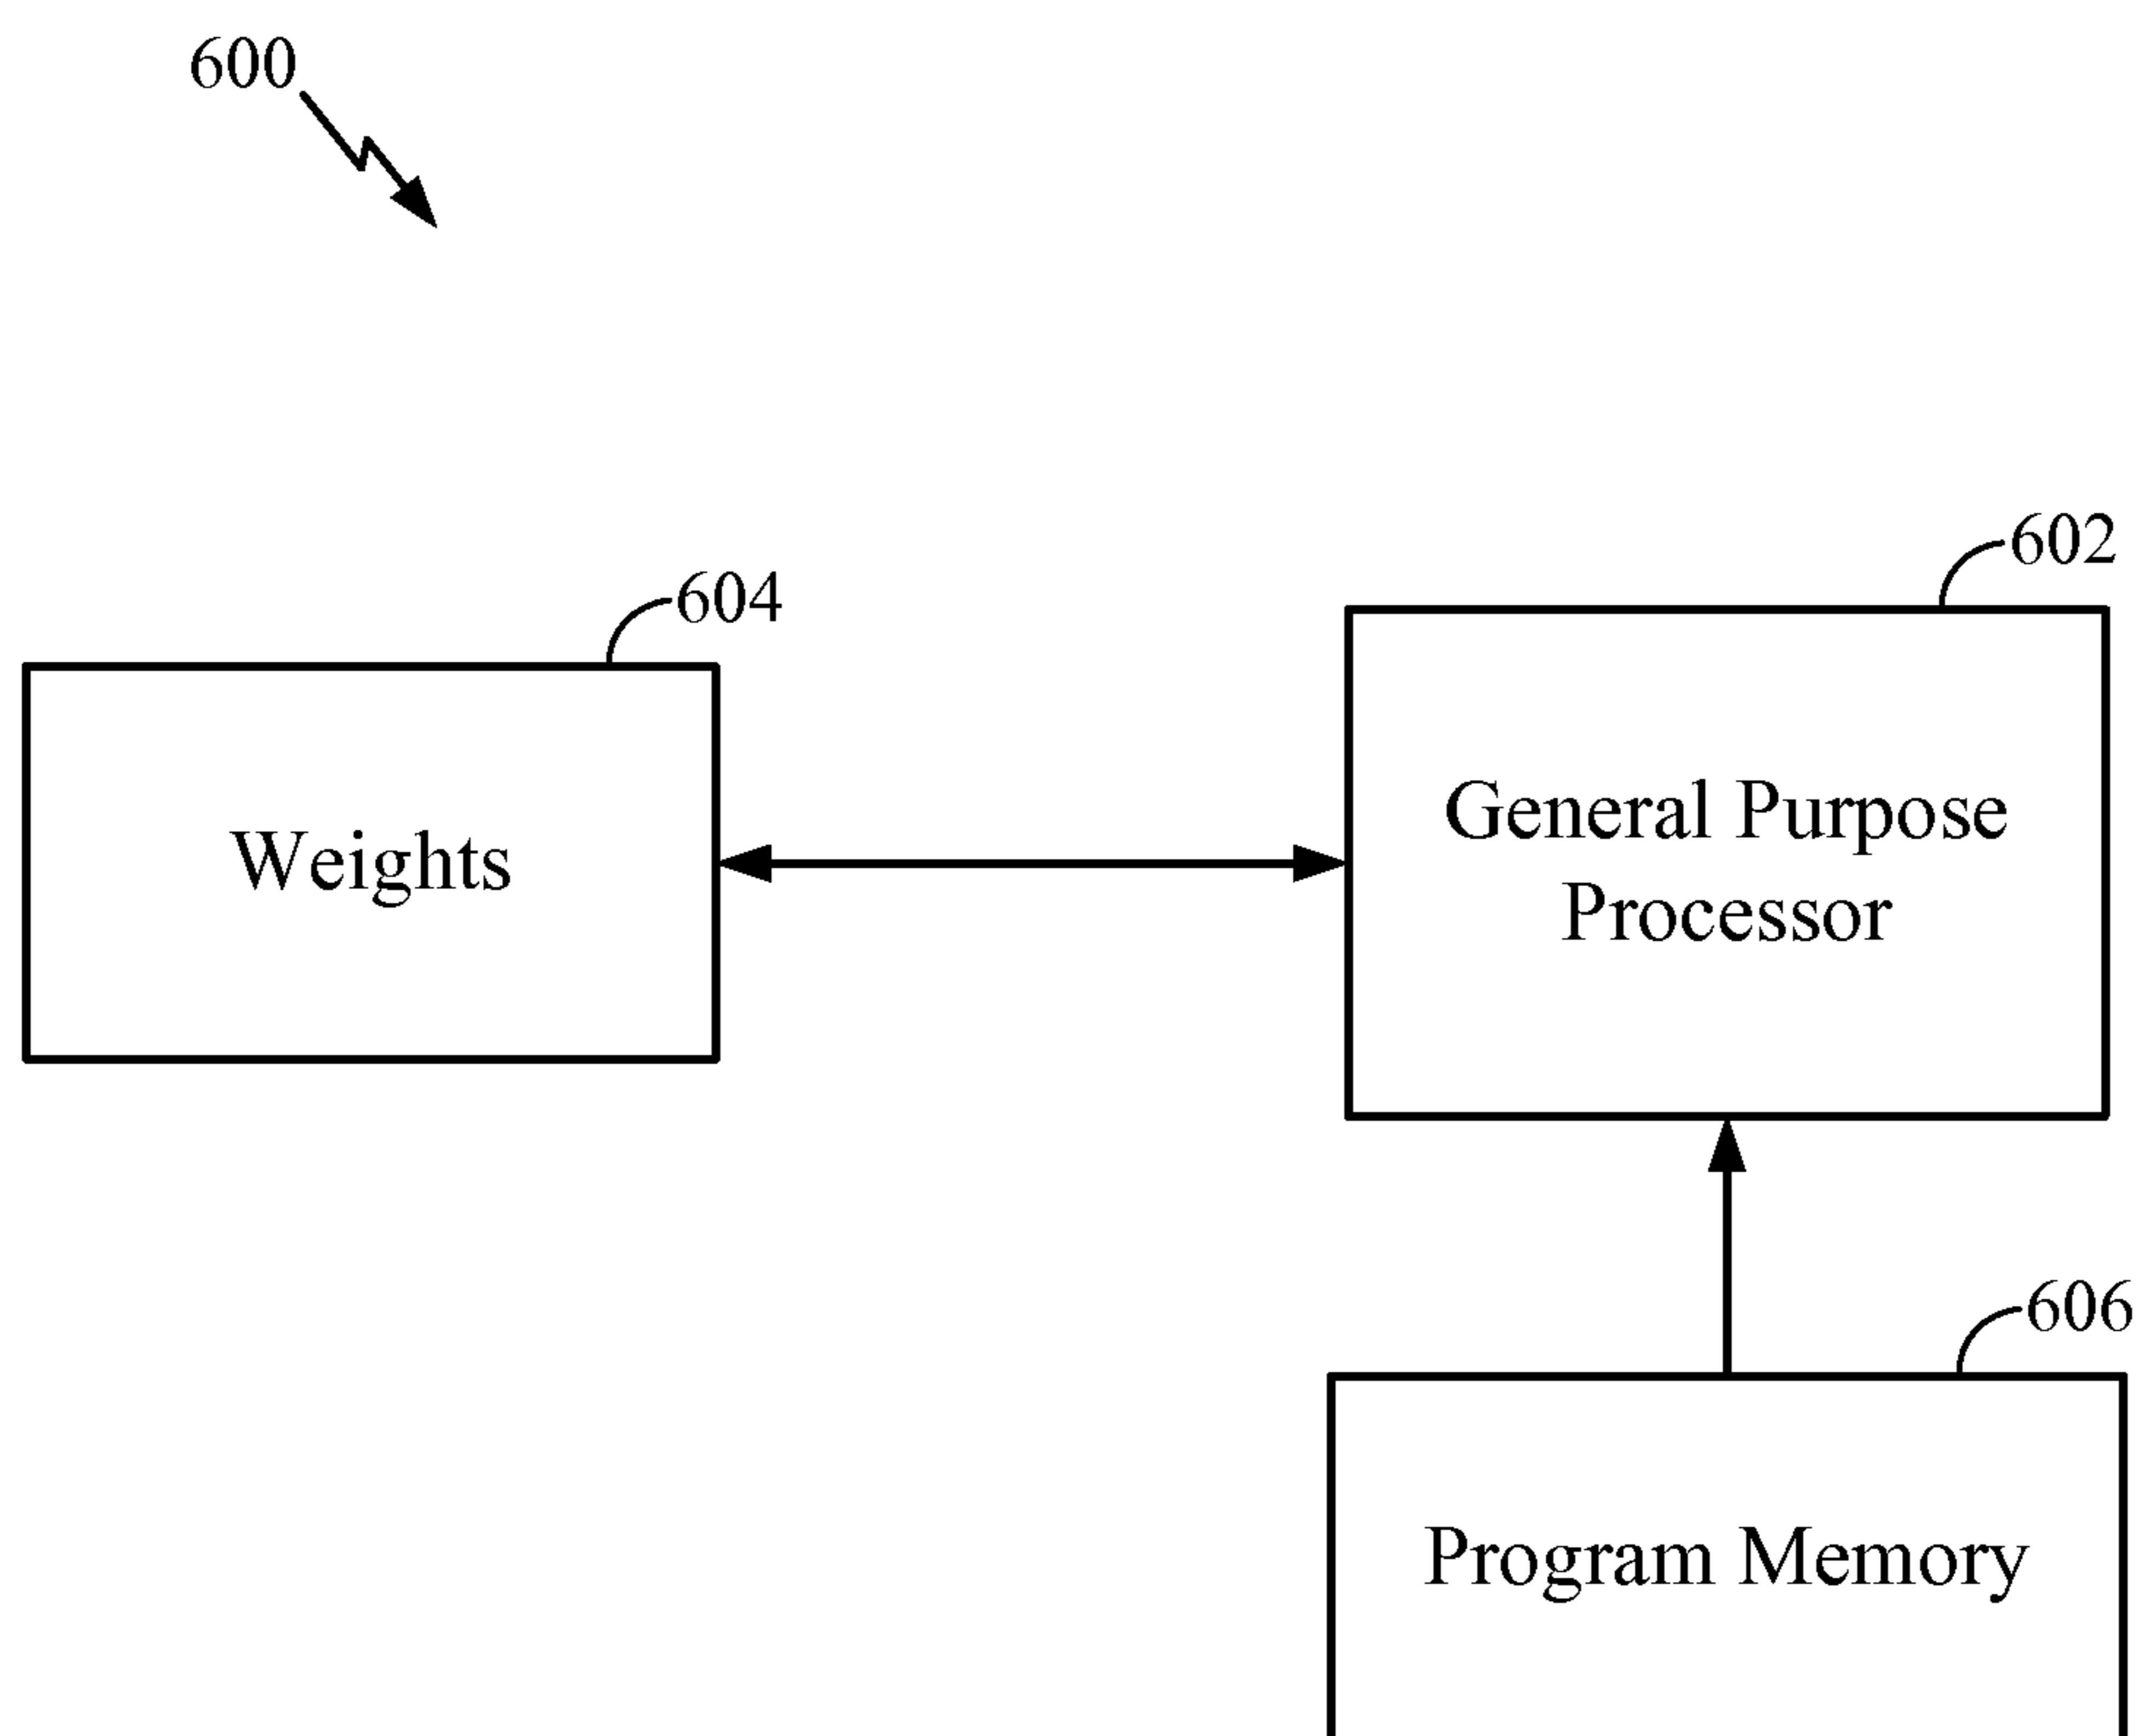 600
602
604
General Purpose
Processor
Weights
606
Program Memory